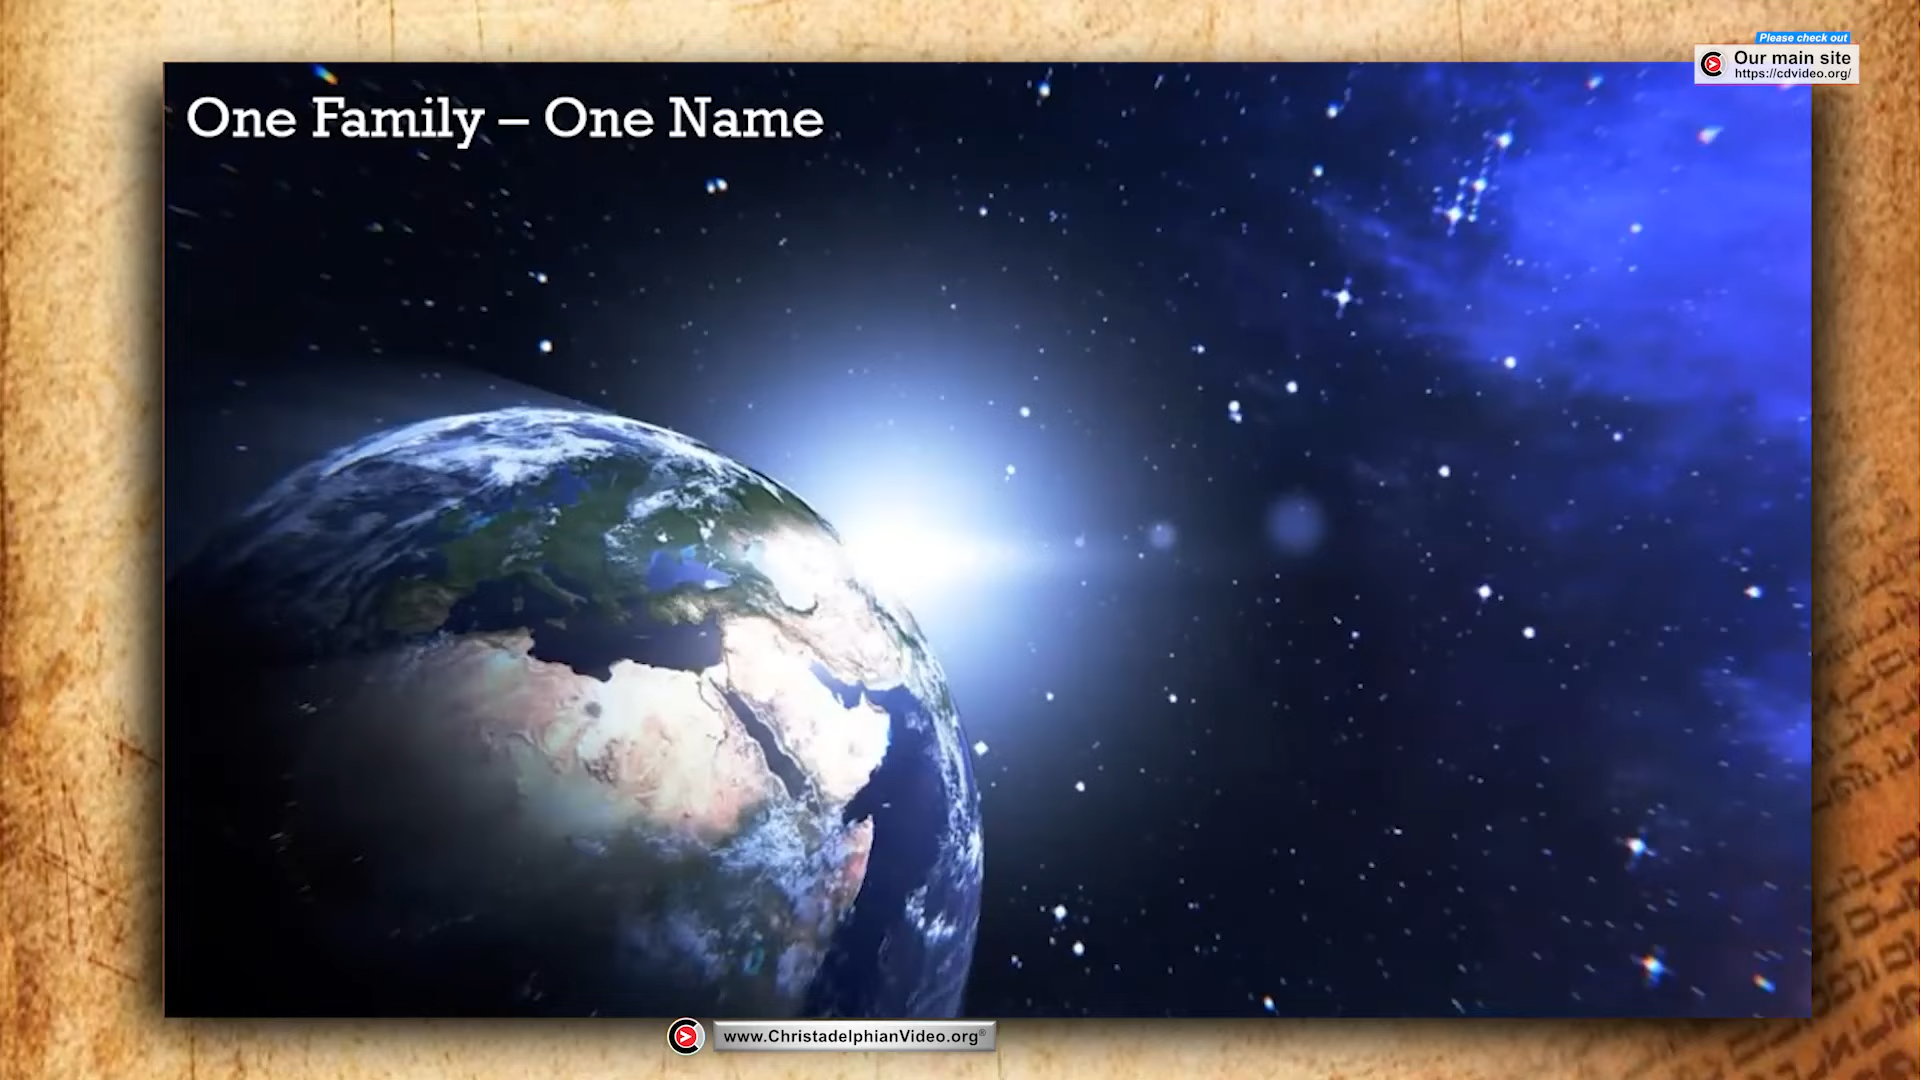 Please check out
Our main site
https://cdvideo.org/
One Family – One Name
www.ChristadelphianVideo.org®